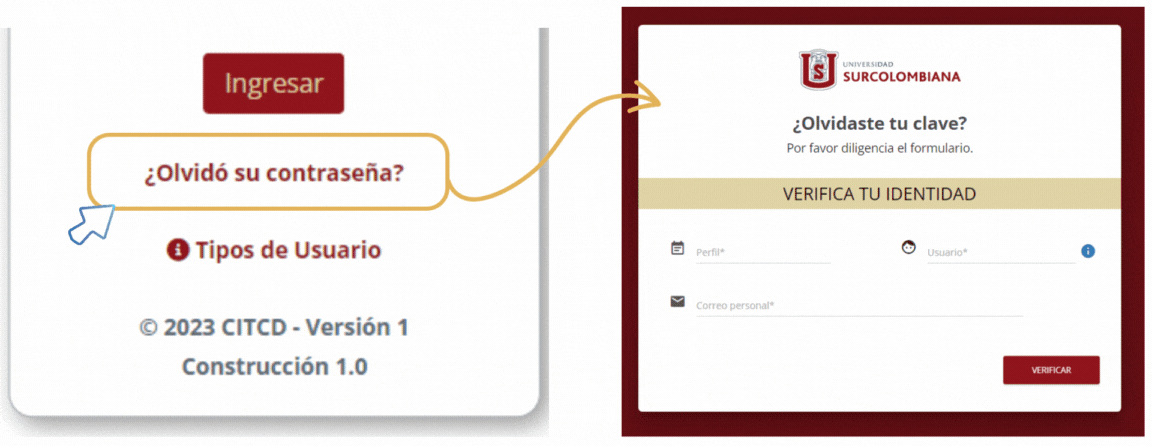 Ingresar
¿Olvidó su contraseña?
Tipos de Usuario
© 2023 CITCD - Versión 1
Construcción 1.0
UNIVERSIDAD
SURCOLOMBIANA
¿Olvidaste tu clave?
Por favor diligencia el formulario.
VERIFICA TU IDENTIDAD
Perfil*
Usuario*
Correo personal*
VERIFICAR